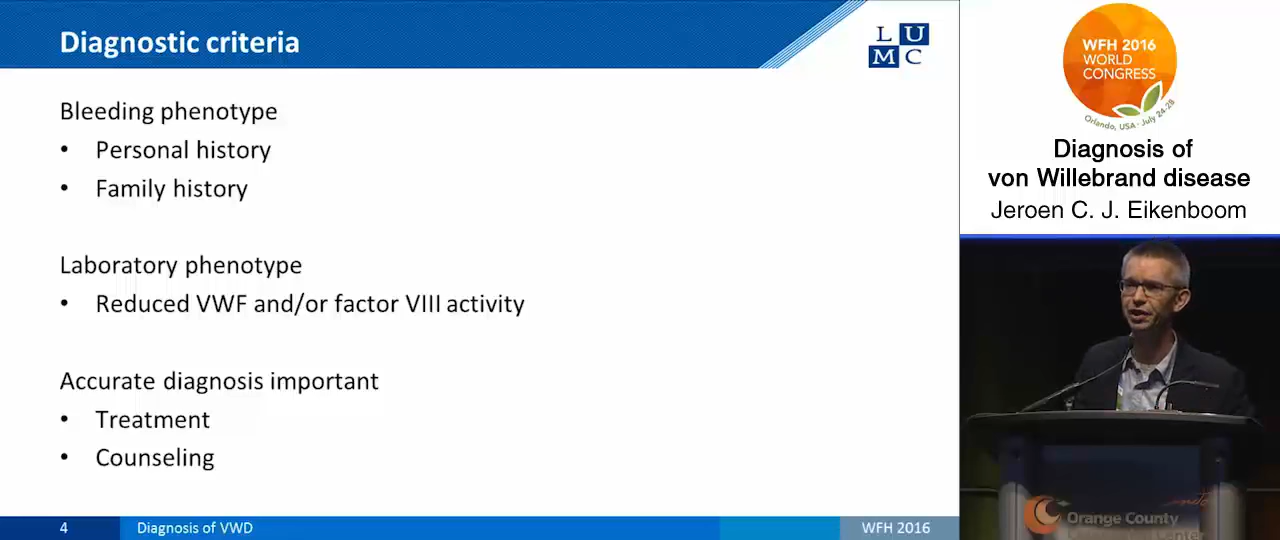 Diagnostic criteria
L U
M C
Bleeding phenotype
• Personal history
• Family history
Laboratory phenotype
• Reduced VWF and/or factor VIII activity
Accurate diagnosis important
• Treatment
• Counseling
4 Diagnosis of VWD WFH 2016
WFH 2016
WORLD
CONGRESS
Orlando, USA · July 24-28
Diagnosis of
von Willebrand disease
Jeroen C. J. Eikenboom
Orange County